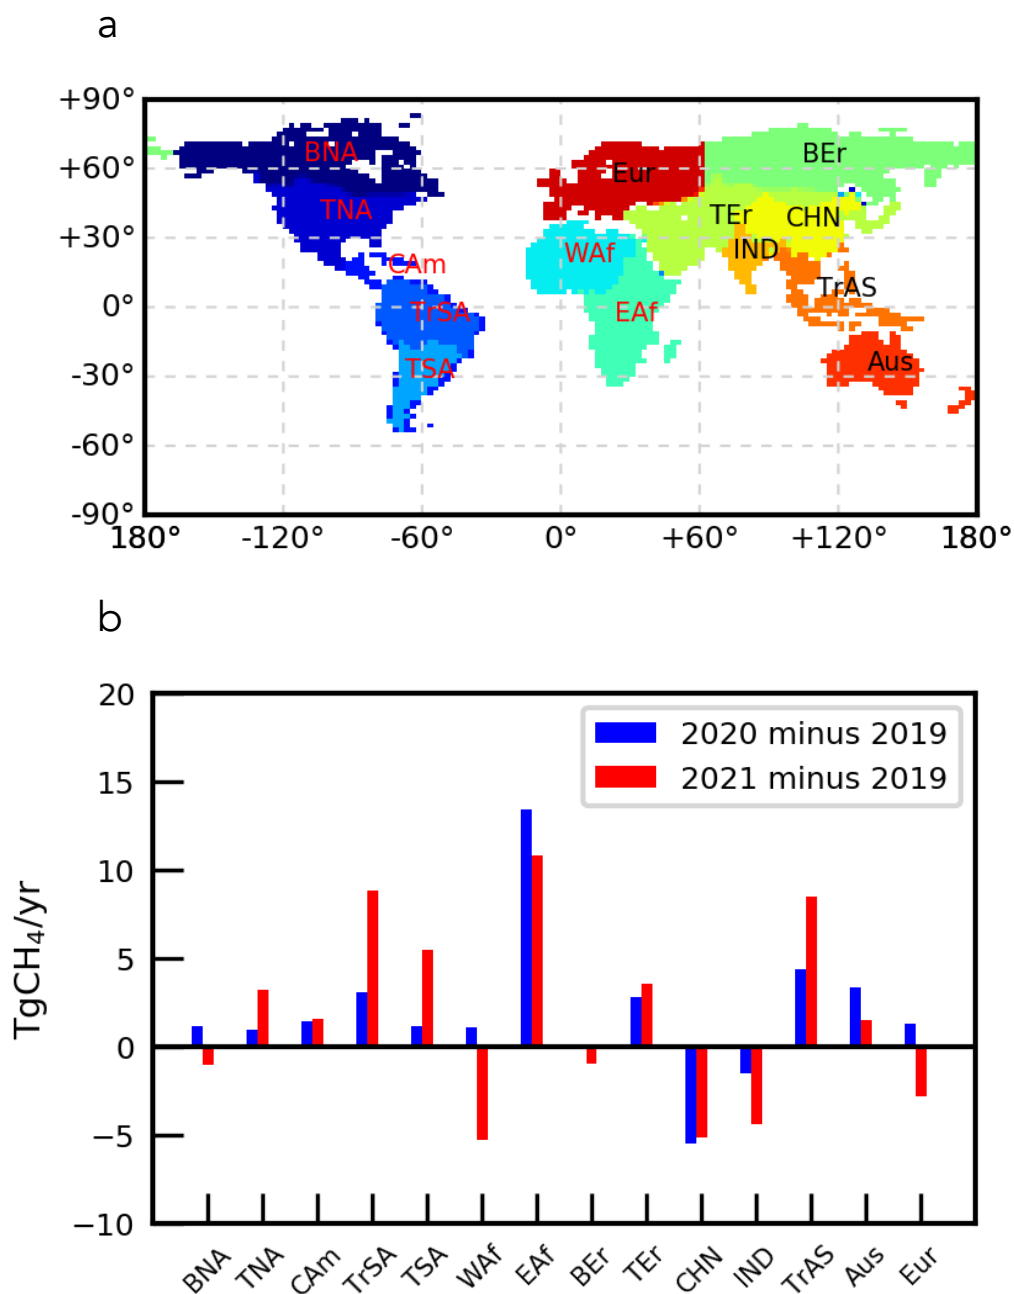 a
+90°
+60°
+30°
0°
-30°
-60°
-90°
180° -120° -60° 0° +60° +120° 180°
BNA
TNA
CAm
TrSA
TSA
WAf
EAf
Eur
BEr
TEr
CHN
IND
TrAS
Aus
b
20
15
10
5
0
−5
−10
TgCH₄/yr
2020 minus 2019
2021 minus 2019
BNA TNA CAm TrSA TSA WAf EAf BEr TEr CHN IND TrAS Aus Eur